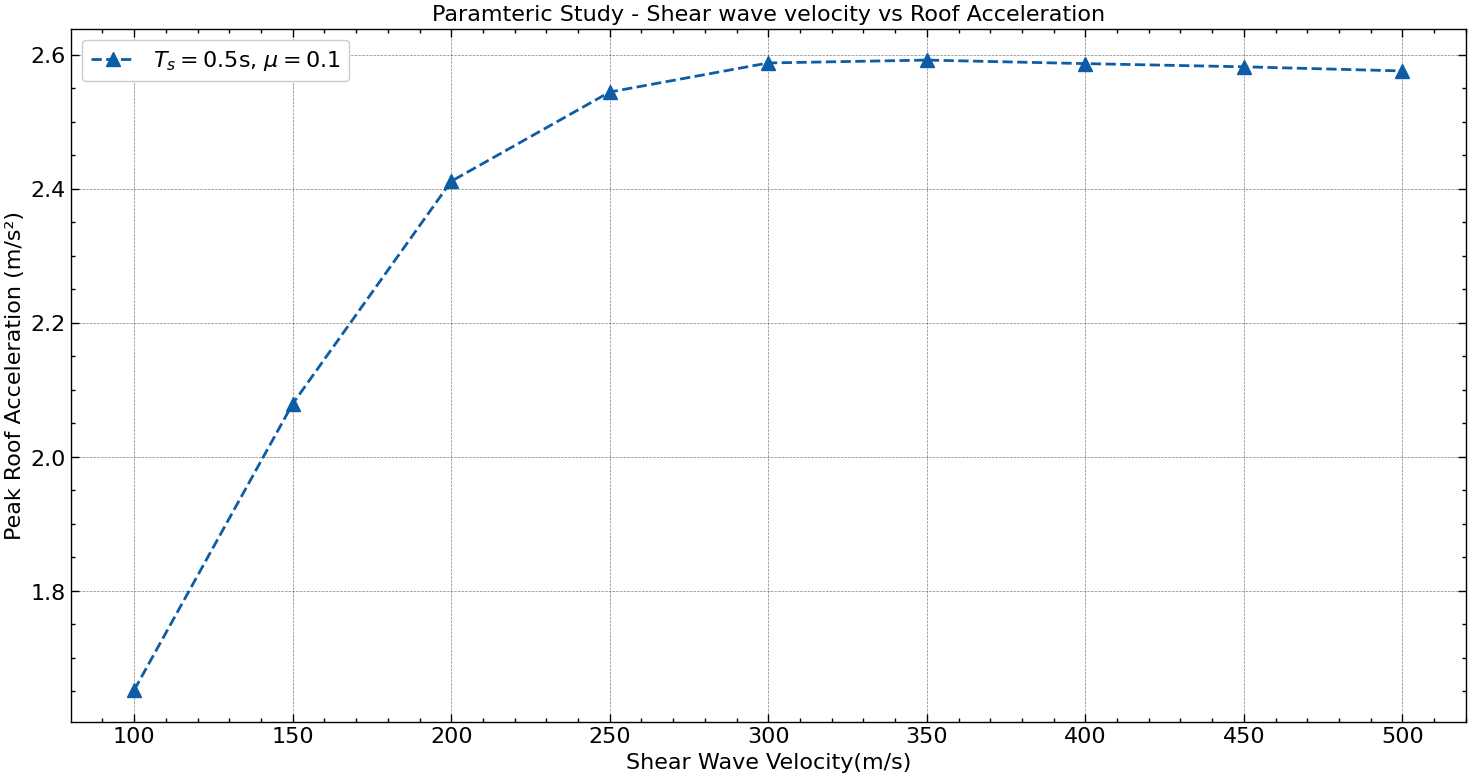 Paramteric Study - Shear wave velocity vs Roof Acceleration
T_s = 0.5s, μ = 0.1
Peak Roof Acceleration (m/s²)
2.6
2.4
2.2
2.0
1.8
100 150 200 250 300 350 400 450 500
Shear Wave Velocity(m/s)